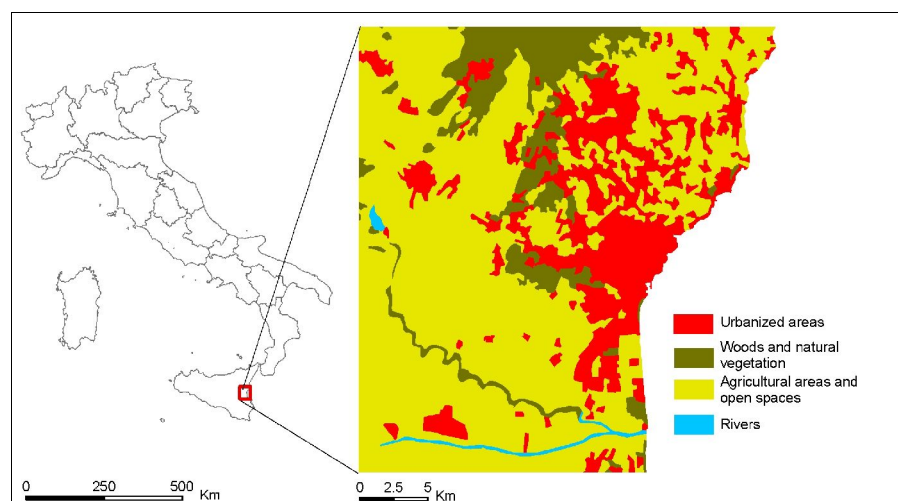 Urbanized areas
Woods and natural
vegetation
Agricultural areas and
open spaces
Rivers
0 250 500
Km
0 2.5 5
Km